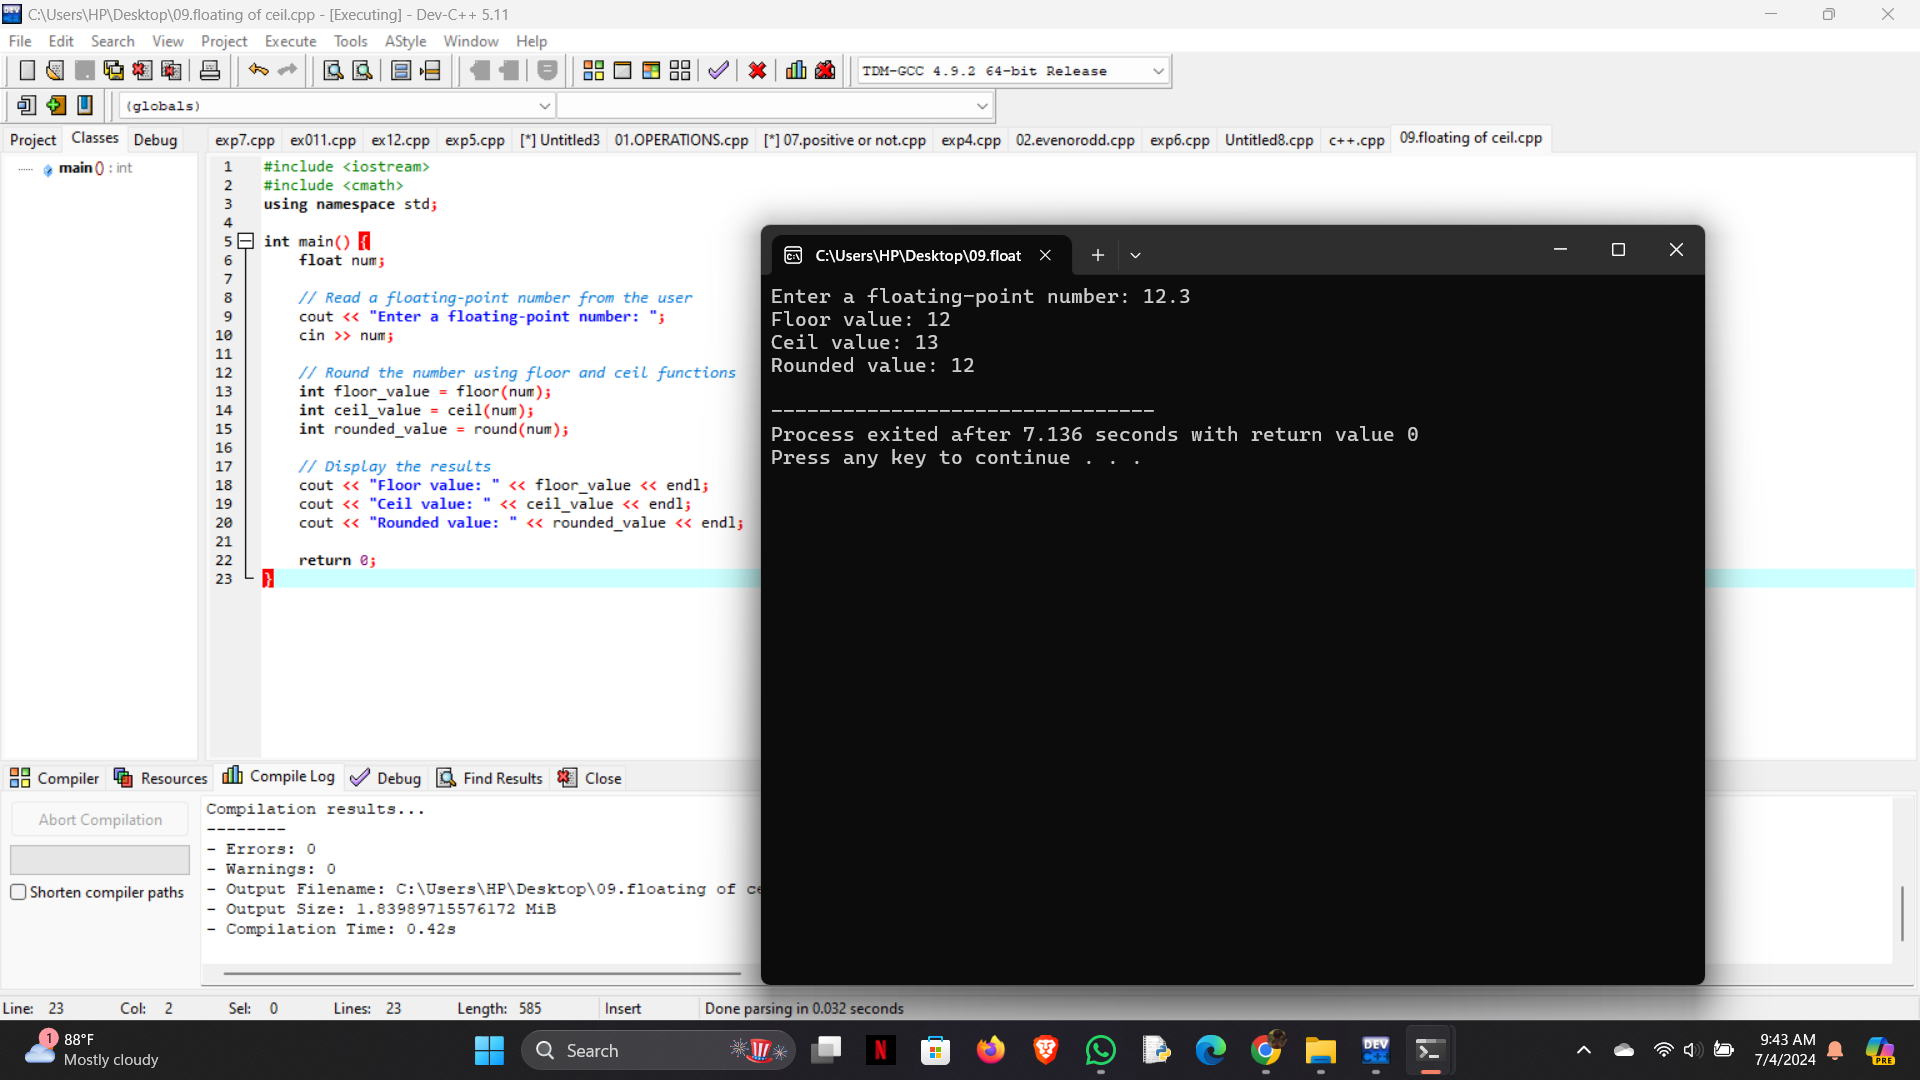 C:\Users\HP\Desktop\09.floating of ceil.cpp - [Executing] - Dev-C++ 5.11
File Edit Search View Project Execute Tools AStyle Window Help
TDM-GCC 4.9.2 64-bit Release
(globals)
Project Classes Debug
exp7.cpp ex011.cpp ex12.cpp exp5.cpp [*] Untitled3 01.OPERATIONS.cpp [*] 07.positive or not.cpp exp4.cpp 02.evenorodd.cpp exp6.cpp Untitled8.cpp c++.cpp 09.floating of ceil.cpp
main () : int
1 #include <iostream>
2 #include <cmath>
3 using namespace std;
4
5 int main() {
6 float num;
7
8 // Read a floating-point number from the user
9 cout << "Enter a floating-point number: ";
10 cin >> num;
11
12 // Round the number using floor and ceil functions
13 int floor_value = floor(num);
14 int ceil_value = ceil(num);
15 int rounded_value = round(num);
16
17 // Display the results
18 cout << "Floor value: " << floor_value << endl;
19 cout << "Ceil value: " << ceil_value << endl;
20 cout << "Rounded value: " << rounded_value << endl;
21
22 return 0;
23 }
C:\Users\HP\Desktop\09.float
Enter a floating-point number: 12.3
Floor value: 12
Ceil value: 13
Rounded value: 12
--------------------------------
Process exited after 7.136 seconds with return value 0
Press any key to continue . . .
Compiler Resources Compile Log Debug Find Results Close
Abort Compilation
Shorten compiler paths
Compilation results...
--------
- Errors: 0
- Warnings: 0
- Output Filename: C:\Users\HP\Desktop\09.floating of ce
- Output Size: 1.83989715576172 MiB
- Compilation Time: 0.42s
Line: 23 Col: 2 Sel: 0 Lines: 23 Length: 585 Insert Done parsing in 0.032 seconds
1
88°F
Mostly cloudy
Search
N
DEV
C++
9:43 AM
7/4/2024
PRE